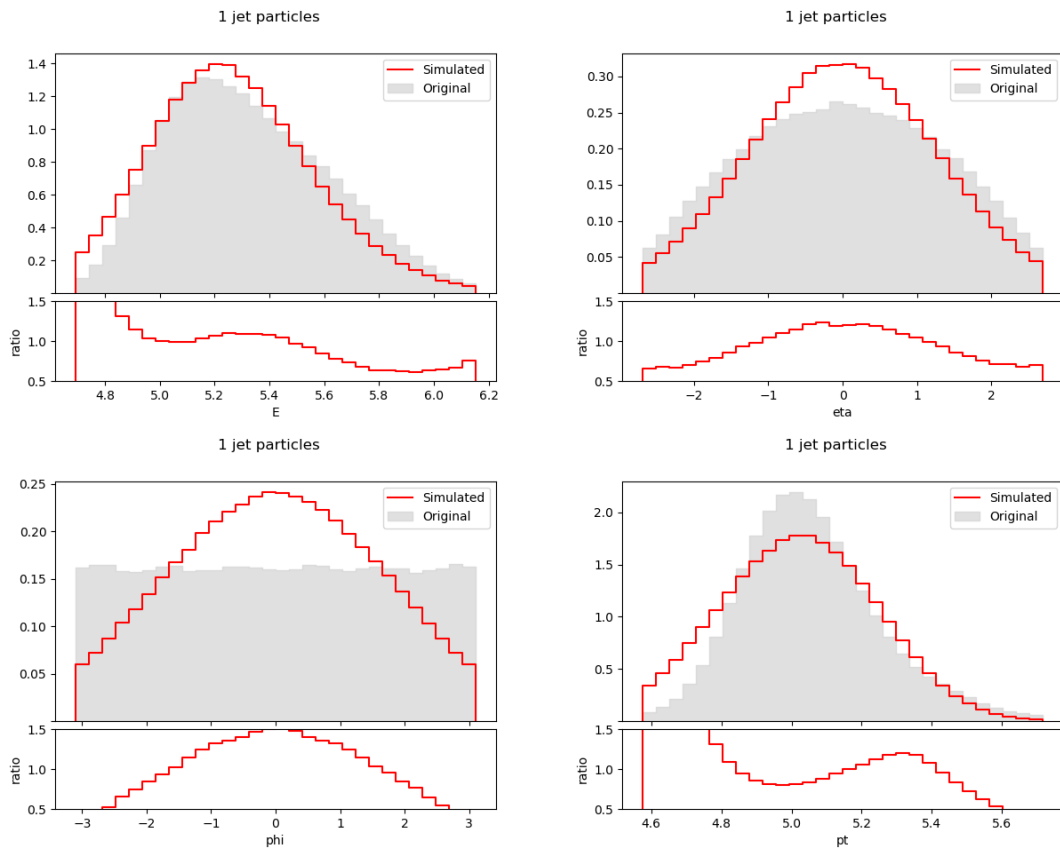 1 jet particles
1.4
1.2
1.0
0.8
0.6
0.4
0.2
Simulated
Original
1.5
1.0
0.5
ratio
4.8 5.0 5.2 5.4 5.6 5.8 6.0 6.2
E
1 jet particles
0.30
0.25
0.20
0.15
0.10
0.05
Simulated
Original
1.5
1.0
0.5
ratio
−2 −1 0 1 2
eta
1 jet particles
0.25
0.20
0.15
0.10
0.05
Simulated
Original
1.5
1.0
0.5
ratio
−3 −2 −1 0 1 2 3
phi
1 jet particles
2.0
1.5
1.0
0.5
Simulated
Original
1.5
1.0
0.5
ratio
4.6 4.8 5.0 5.2 5.4 5.6
pt